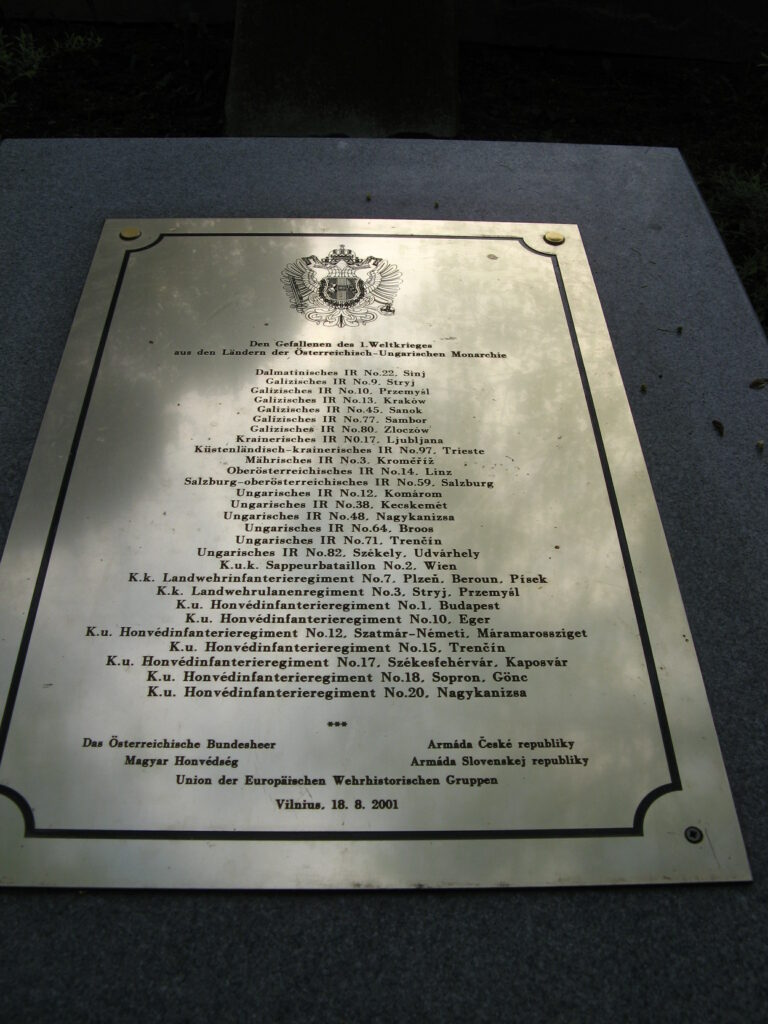 Den Gefallenen des 1.Weltkrieges
aus den Ländern der Österreichisch-Ungarischen Monarchie
Dalmatinisches IR No.22, Sinj
Galizisches IR No.9, Stryj
Galizisches IR No.10, Przemyśl
Galizisches IR No.13, Kraków
Galizisches IR No.45, Sanok
Galizisches IR No.77, Sambor
Galizisches IR No.80, Zloczów
Krainerisches IR N0.17, Ljubljana
Küstenländisch-krainerisches IR No.97, Trieste
Mährisches IR No.3, Kroměříž
Oberösterreichisches IR No.14, Linz
Salzburg-oberösterreichisches IR No.59, Salzburg
Ungarisches IR No.12, Komárom
Ungarisches IR No.38, Kecskemét
Ungarisches IR No.48, Nagykanizsa
Ungarisches IR No.64, Broos
Ungarisches IR No.71, Trenčín
Ungarisches IR No.82, Székely, Udvárhely
K.u.k. Sappeurbataillon No.2, Wien
K.k. Landwehrinfanterieregiment No.7, Plzeň, Beroun, Písek
K.k. Landwehrulanenregiment No.3, Stryj, Przemyśl
K.u. Honvédinfanterieregiment No.1, Budapest
K.u. Honvédinfanterieregiment No.10, Eger
K.u. Honvédinfanterieregiment No.12, Szatmár-Németi, Máramarossziget
K.u. Honvédinfanterieregiment No.15, Trenčín
K.u. Honvédinfanterieregiment No.17, Székesfehérvár, Kaposvár
K.u. Honvédinfanterieregiment No.18, Sopron, Gönc
K.u. Honvédinfanterieregiment No.20, Nagykanizsa
***
Das Österreichische Bundesheer Armáda České republiky
Magyar Honvédség Armáda Slovenskej republiky
Union der Europäischen Wehrhistorischen Gruppen
Vilnius, 18. 8. 2001